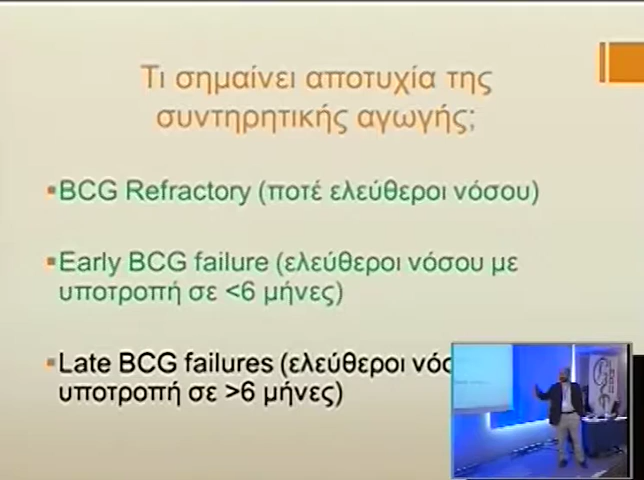 Τι σημαίνει αποτυχία της
συντηρητικής αγωγής;
▪BCG Refractory (ποτέ ελεύθεροι νόσου)
▪Early BCG failure (ελεύθεροι νόσου με
υποτροπή σε <6 μήνες)
▪Late BCG failures (ελεύθεροι
υποτροπή σε >6 μήνες)